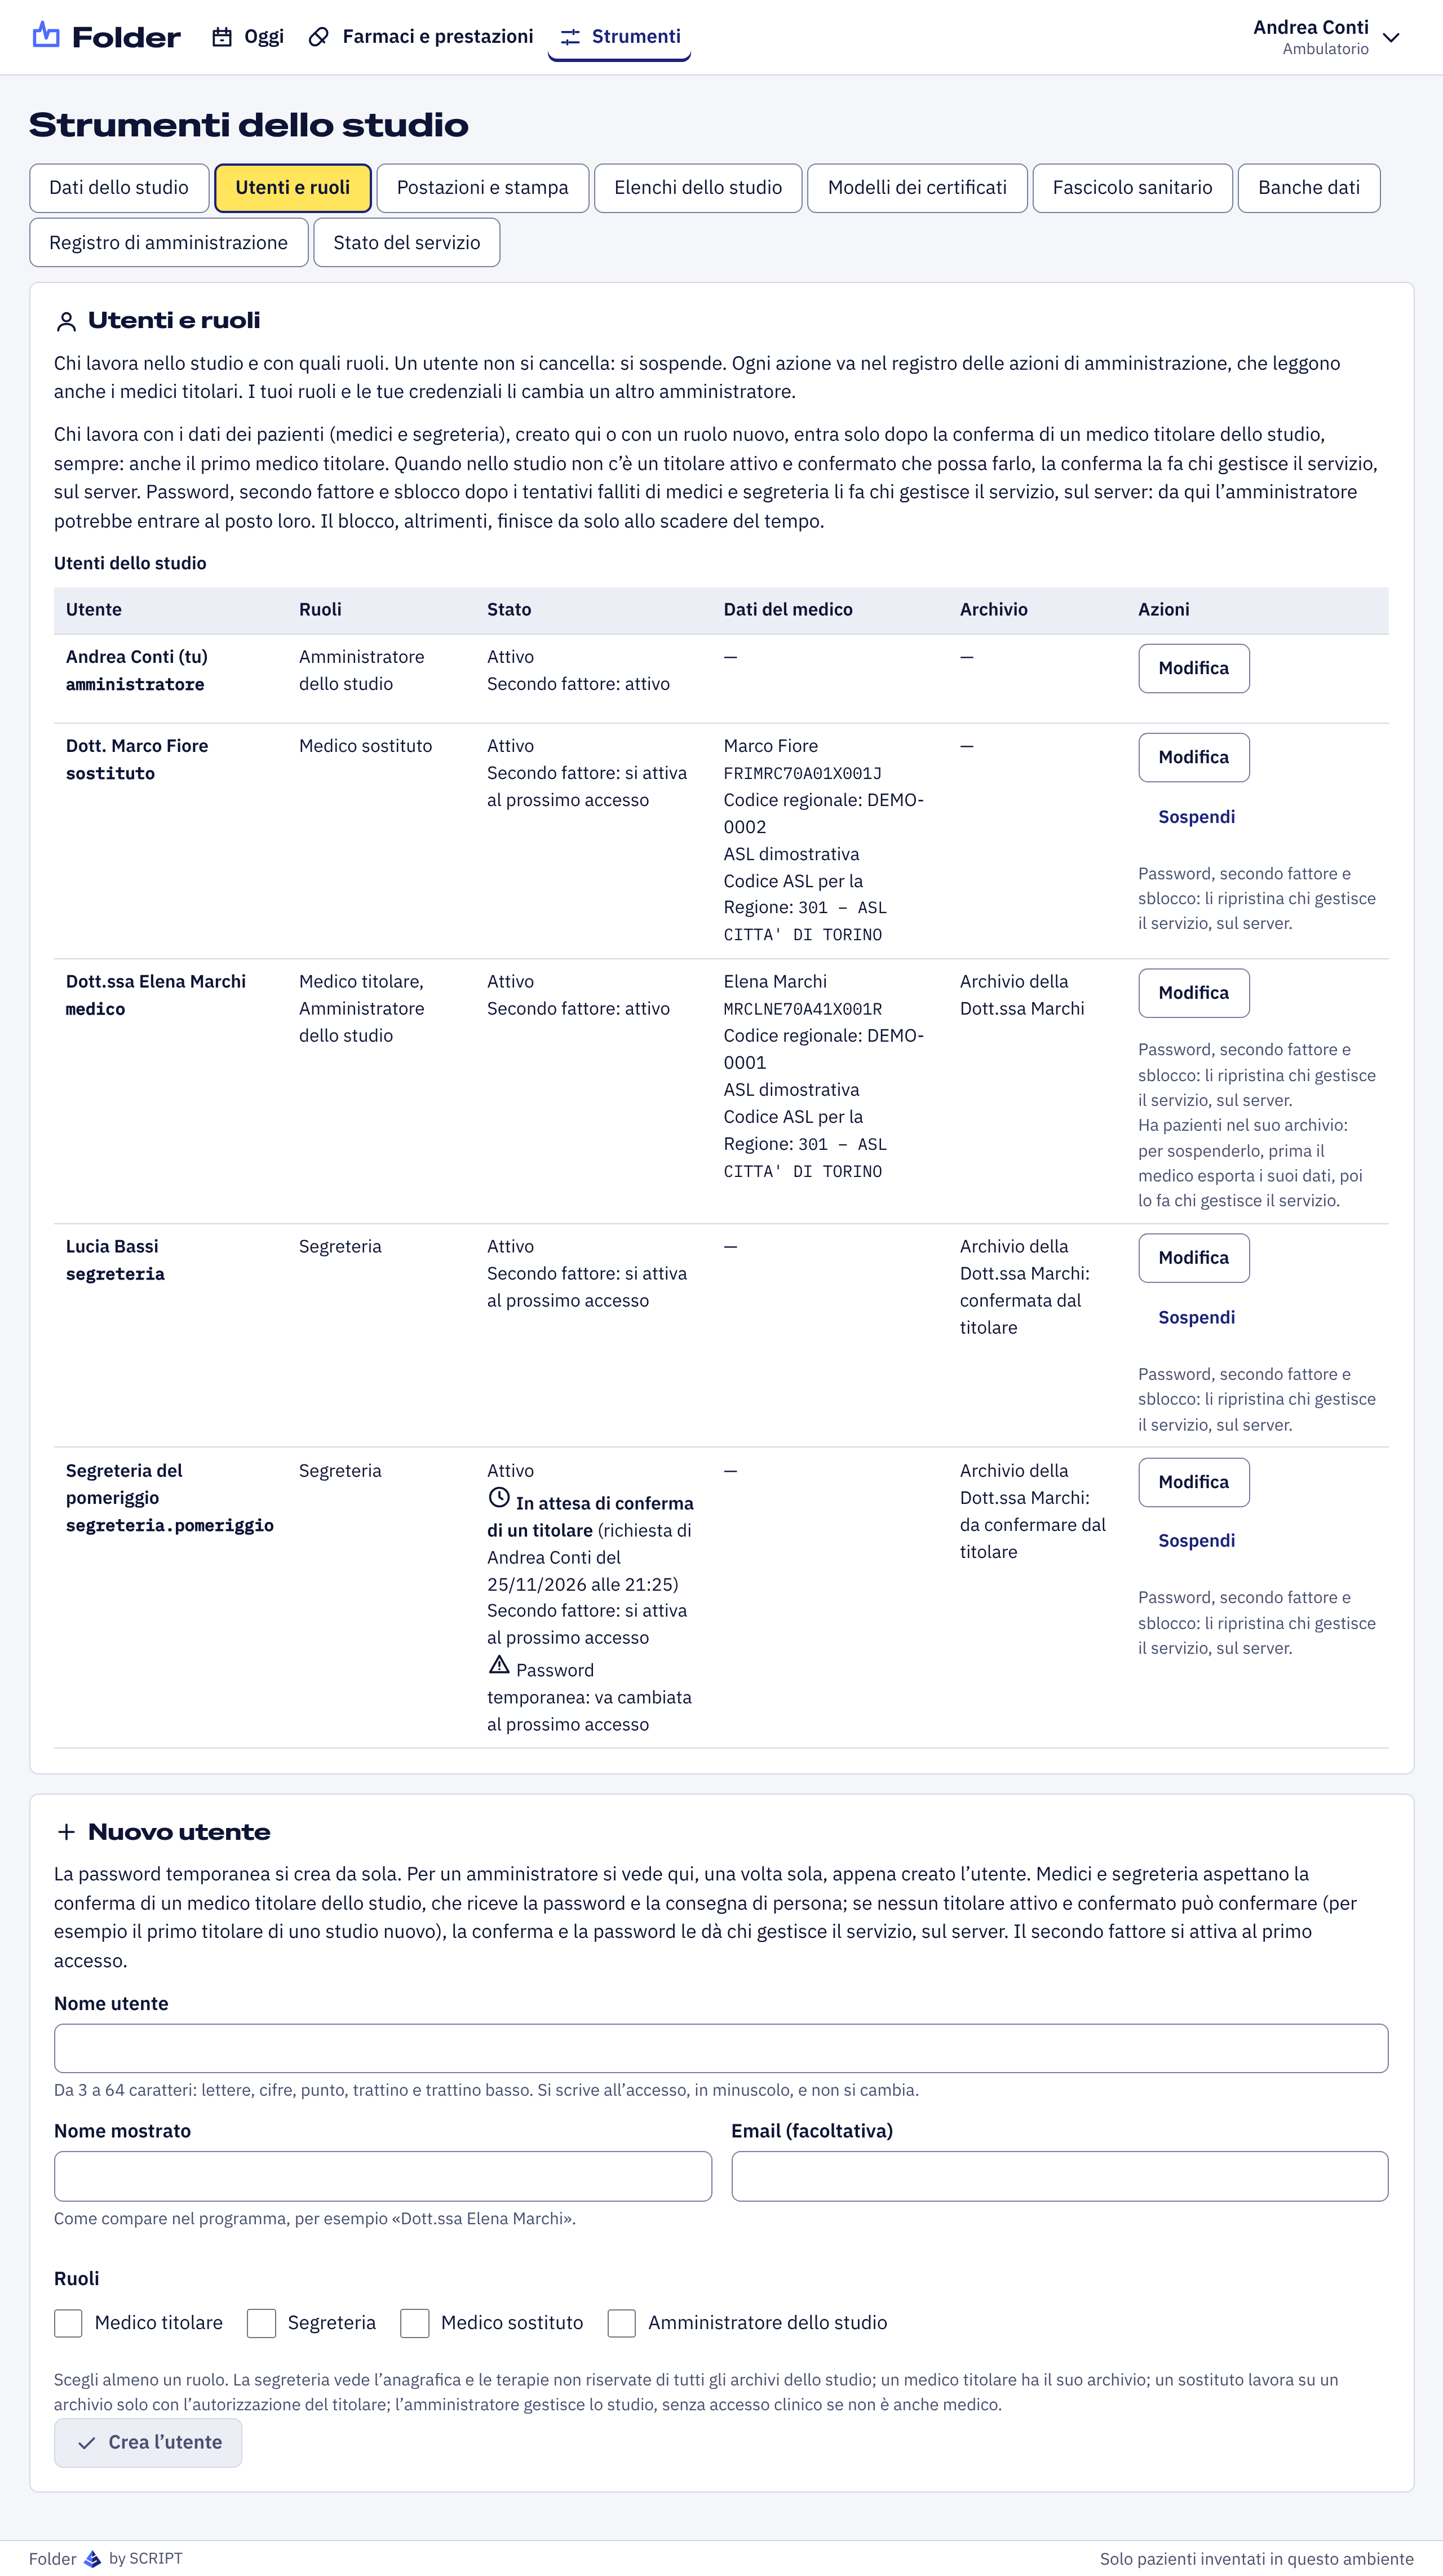 Folder
Oggi
Farmaci e prestazioni
Strumenti
Andrea Conti
Ambulatorio
Strumenti dello studio
Dati dello studio
Utenti e ruoli
Postazioni e stampa
Elenchi dello studio
Modelli dei certificati
Fascicolo sanitario
Banche dati
Registro di amministrazione
Stato del servizio
Utenti e ruoli
Chi lavora nello studio e con quali ruoli. Un utente non si cancella: si sospende. Ogni azione va nel registro delle azioni di amministrazione, che leggono
anche i medici titolari. I tuoi ruoli e le tue credenziali li cambia un altro amministratore.
Chi lavora con i dati dei pazienti (medici e segreteria), creato qui o con un ruolo nuovo, entra solo dopo la conferma di un medico titolare dello studio,
sempre: anche il primo medico titolare. Quando nello studio non c’è un titolare attivo e confermato che possa farlo, la conferma la fa chi gestisce il servizio,
sul server. Password, secondo fattore e sblocco dopo i tentativi falliti di medici e segreteria li fa chi gestisce il servizio, sul server: da qui l’amministratore
potrebbe entrare al posto loro. Il blocco, altrimenti, finisce da solo allo scadere del tempo.
Utenti dello studio
Utente
Ruoli
Stato
Dati del medico
Archivio
Azioni
Andrea Conti (tu)
amministratore
Amministratore
dello studio
Attivo
Secondo fattore: attivo
—
—
Modifica
Dott. Marco Fiore
sostituto
Medico sostituto
Attivo
Secondo fattore: si attiva
al prossimo accesso
Marco Fiore
FRIMRC70A01X001J
Codice regionale: DEMO-
0002
ASL dimostrativa
Codice ASL per la
Regione: 301 – ASL
CITTA' DI TORINO
—
Modifica
Sospendi
Password, secondo fattore e
sblocco: li ripristina chi gestisce
il servizio, sul server.
Dott.ssa Elena Marchi
medico
Medico titolare,
Amministratore
dello studio
Attivo
Secondo fattore: attivo
Elena Marchi
MRCLNE70A41X001R
Codice regionale: DEMO-
0001
ASL dimostrativa
Codice ASL per la
Regione: 301 – ASL
CITTA' DI TORINO
Archivio della
Dott.ssa Marchi
Modifica
Password, secondo fattore e
sblocco: li ripristina chi gestisce
il servizio, sul server.
Ha pazienti nel suo archivio:
per sospenderlo, prima il
medico esporta i suoi dati, poi
lo fa chi gestisce il servizio.
Lucia Bassi
segreteria
Segreteria
Attivo
Secondo fattore: si attiva
al prossimo accesso
—
Archivio della
Dott.ssa Marchi:
confermata dal
titolare
Modifica
Sospendi
Password, secondo fattore e
sblocco: li ripristina chi gestisce
il servizio, sul server.
Segreteria del
pomeriggio
segreteria.pomeriggio
Segreteria
Attivo
In attesa di conferma
di un titolare (richiesta di
Andrea Conti del
25/11/2026 alle 21:25)
Secondo fattore: si attiva
al prossimo accesso
Password
temporanea: va cambiata
al prossimo accesso
—
Archivio della
Dott.ssa Marchi:
da confermare dal
titolare
Modifica
Sospendi
Password, secondo fattore e
sblocco: li ripristina chi gestisce
il servizio, sul server.
Nuovo utente
La password temporanea si crea da sola. Per un amministratore si vede qui, una volta sola, appena creato l’utente. Medici e segreteria aspettano la
conferma di un medico titolare dello studio, che riceve la password e la consegna di persona; se nessun titolare attivo e confermato può confermare (per
esempio il primo titolare di uno studio nuovo), la conferma e la password le dà chi gestisce il servizio, sul server. Il secondo fattore si attiva al primo
accesso.
Nome utente
Da 3 a 64 caratteri: lettere, cifre, punto, trattino e trattino basso. Si scrive all’accesso, in minuscolo, e non si cambia.
Nome mostrato
Email (facoltativa)
Come compare nel programma, per esempio «Dott.ssa Elena Marchi».
Ruoli
Medico titolare
Segreteria
Medico sostituto
Amministratore dello studio
Scegli almeno un ruolo. La segreteria vede l’anagrafica e le terapie non riservate di tutti gli archivi dello studio; un medico titolare ha il suo archivio; un sostituto lavora su un
archivio solo con l’autorizzazione del titolare; l’amministratore gestisce lo studio, senza accesso clinico se non è anche medico.
Crea l’utente
Folder by SCRIPT
Solo pazienti inventati in questo ambiente